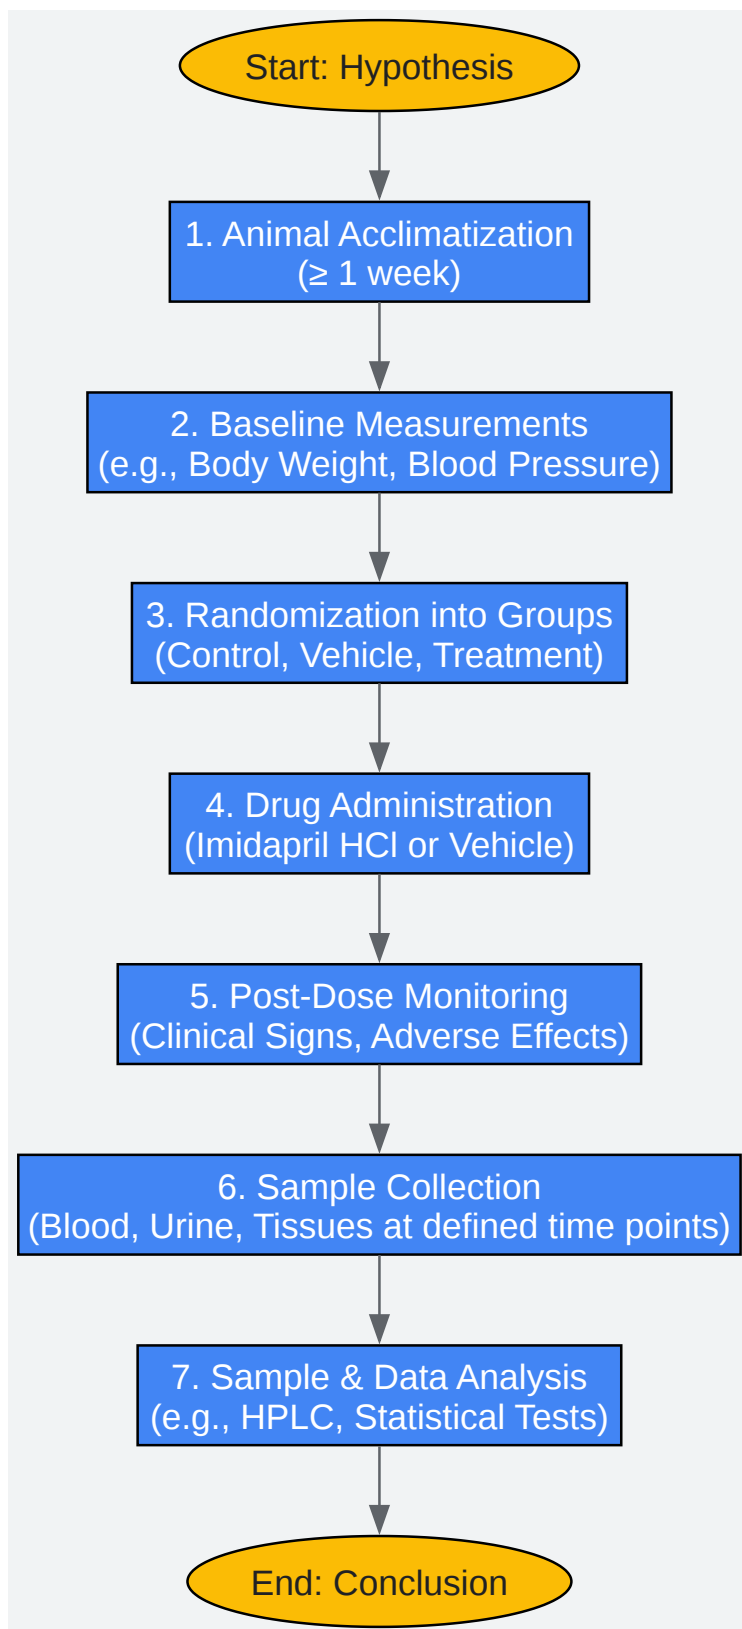 Start: Hypothesis
1. Animal Acclimatization
(≥ 1 week)
2. Baseline Measurements
(e.g., Body Weight, Blood Pressure)
3. Randomization into Groups
(Control, Vehicle, Treatment)
4. Drug Administration
(Imidapril HCl or Vehicle)
5. Post-Dose Monitoring
(Clinical Signs, Adverse Effects)
6. Sample Collection
(Blood, Urine, Tissues at defined time points)
7. Sample & Data Analysis
(e.g., HPLC, Statistical Tests)
End: Conclusion